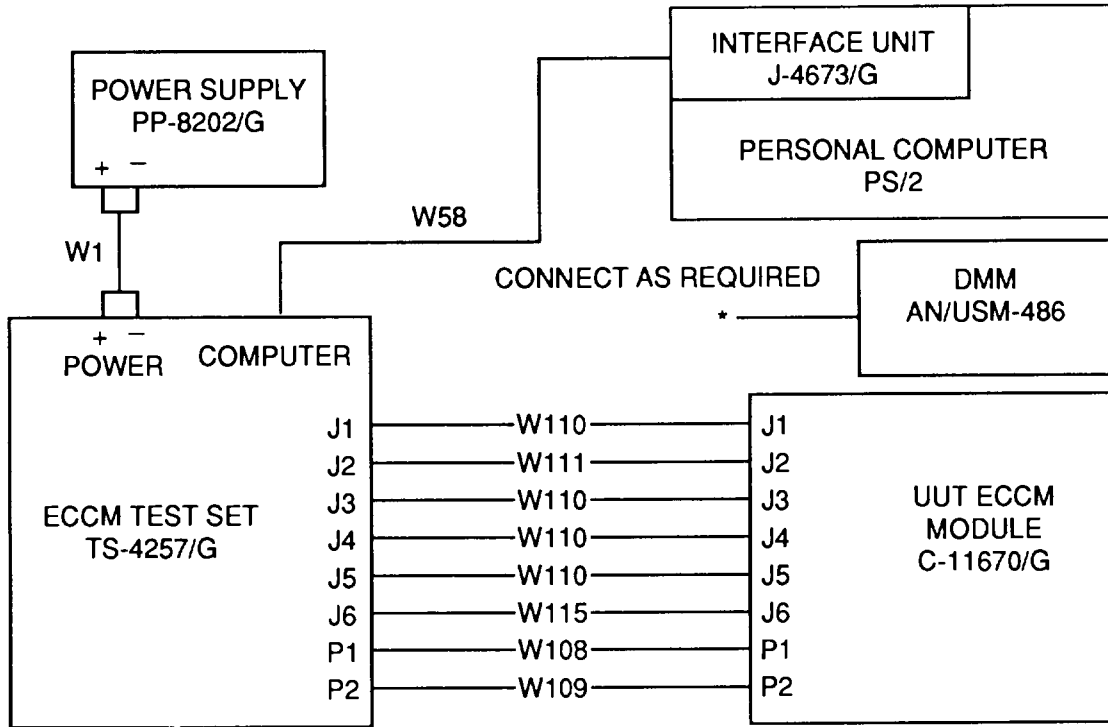 POWER SUPPLY
PP-8202/G
+ −
W1
INTERFACE UNIT
J-4673/G
PERSONAL COMPUTER
PS/2
W58
CONNECT AS REQUIRED
*
DMM
AN/USM-486
+ −
POWER
COMPUTER
ECCM TEST SET
TS-4257/G
J1 W110 J1
J2 W111 J2
J3 W110 J3
J4 W110 J4
J5 W110 J5
J6 W115 J6
P1 W108 P1
P2 W109 P2
UUT ECCM
MODULE
C-11670/G